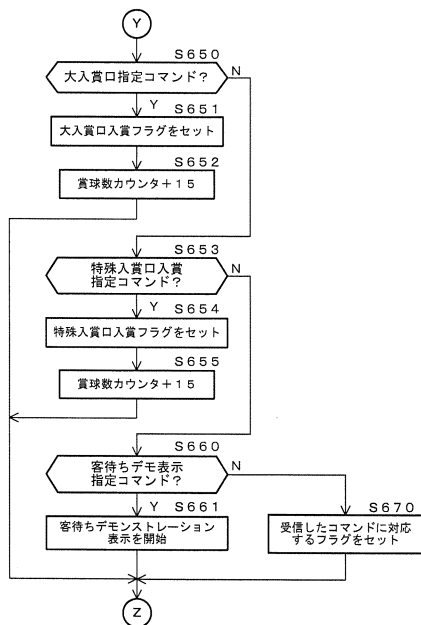 Y
S650
大入賞口指定コマンド?
N
Y
S651
大入賞口入賞フラグをセット
S652
賞球数カウンタ+15
S653
特殊入賞口入賞
指定コマンド?
N
Y
S654
特殊入賞口入賞フラグをセット
S655
賞球数カウンタ+15
S660
客待ちデモ表示
指定コマンド?
N
Y
S661
客待ちデモンストレーション
表示を開始
S670
受信したコマンドに対応
するフラグをセット
Z